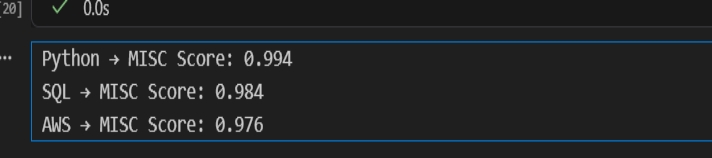 [20]
0.0s
...
Python → MISC Score: 0.994
SQL → MISC Score: 0.984
AWS → MISC Score: 0.976